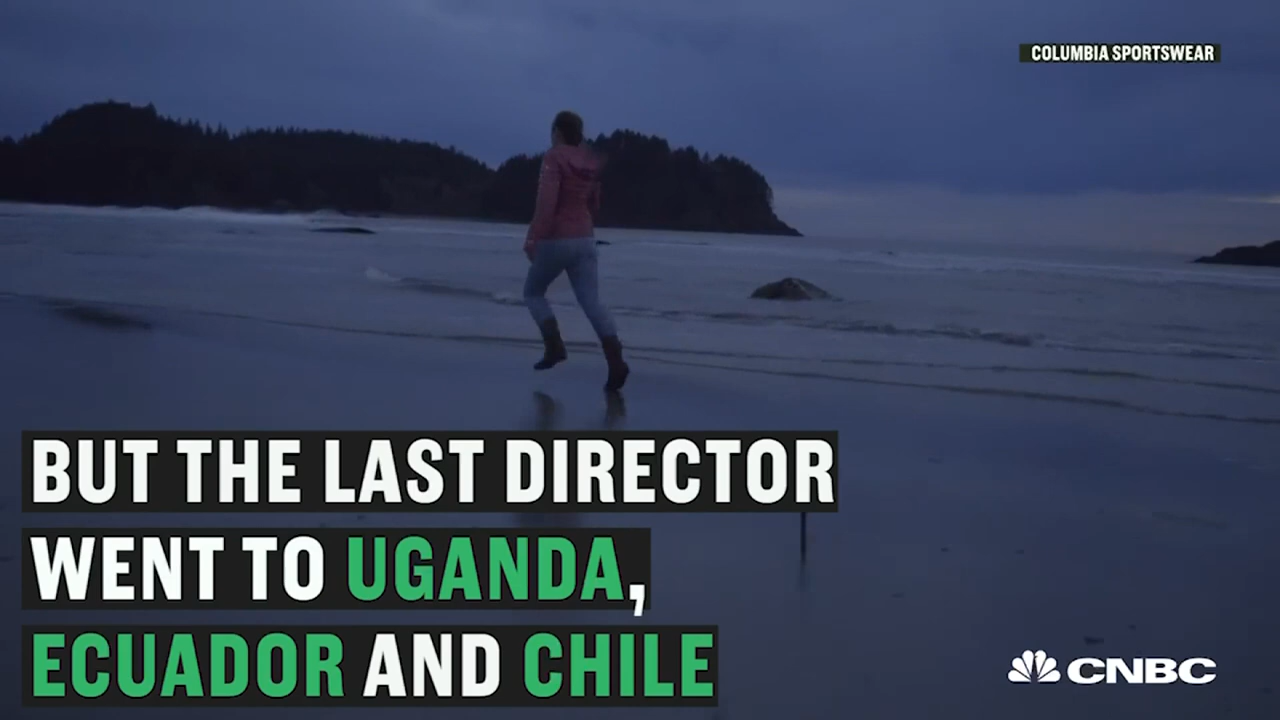 COLUMBIA SPORTSWEAR
BUT THE LAST DIRECTOR
WENT TO UGANDA,
ECUADOR AND CHILE
CNBC